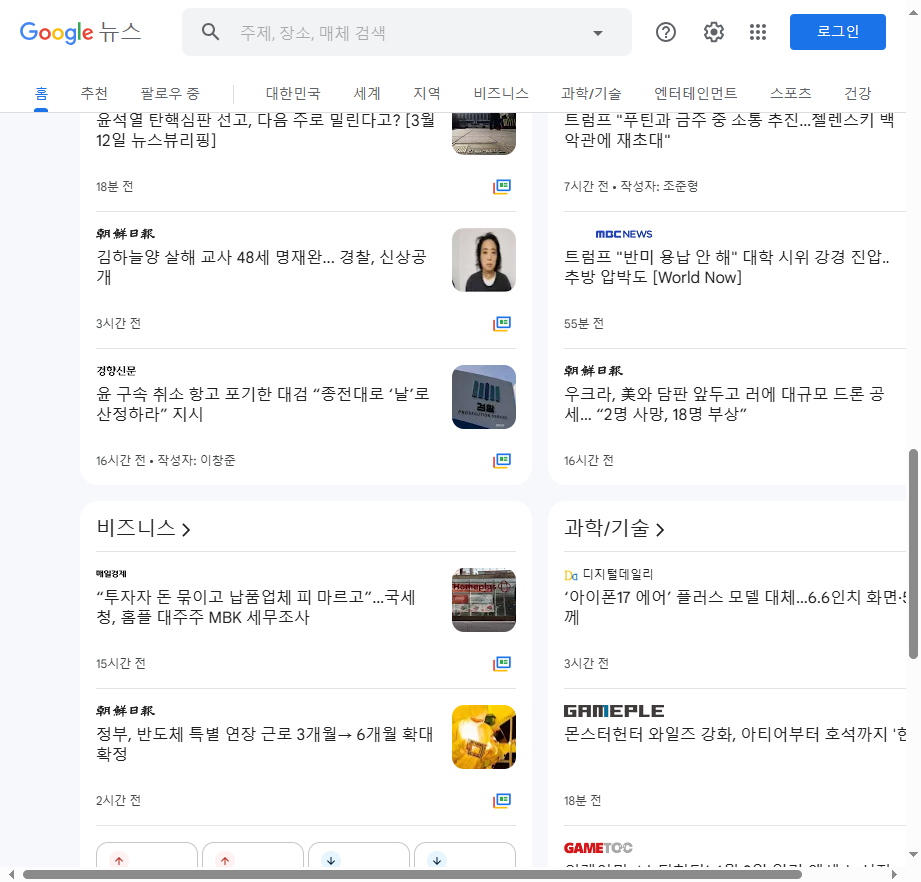 Google 뉴스
주제, 장소, 매체 검색
로그인
홈 추천 팔로우 중 대한민국 세계 지역 비즈니스 과학/기술 엔터테인먼트 스포츠 건강
윤석열 탄핵심판 선고, 다음 주로 밀린다고? [3월
12일 뉴스뷰리핑]
18분 전
朝鮮日報
김하늘양 살해 교사 48세 명재완... 경찰, 신상공
개
3시간 전
경향신문
윤 구속 취소 항고 포기한 대검 “종전대로 ‘날’로
산정하라” 지시
검찰
PROSECUTION SERVICE
16시간 전 • 작성자: 이창준
트럼프 "푸틴과 금주 중 소통 추진…젤렌스키 백
악관에 재초대"
7시간 전 • 작성자: 조준형
MBC NEWS
트럼프 "반미 용납 안 해" 대학 시위 강경 진압..
추방 압박도 [World Now]
55분 전
朝鮮日報
우크라, 美와 담판 앞두고 러에 대규모 드론 공
세... “2명 사망, 18명 부상”
16시간 전
비즈니스
매일경제
“투자자 돈 묶이고 납품업체 피 마르고”…국세
청, 홈플 대주주 MBK 세무조사
Homeplus
15시간 전
朝鮮日報
정부, 반도체 특별 연장 근로 3개월→ 6개월 확대
확정
2시간 전
과학/기술
Da 디지털데일리
‘아이폰17 에어’ 플러스 모델 대체…6.6인치 화면·
께
3시간 전
GAMEPLE
몬스터헌터 와일즈 강화, 아티어부터 호석까지
18분 전
GAMETOC